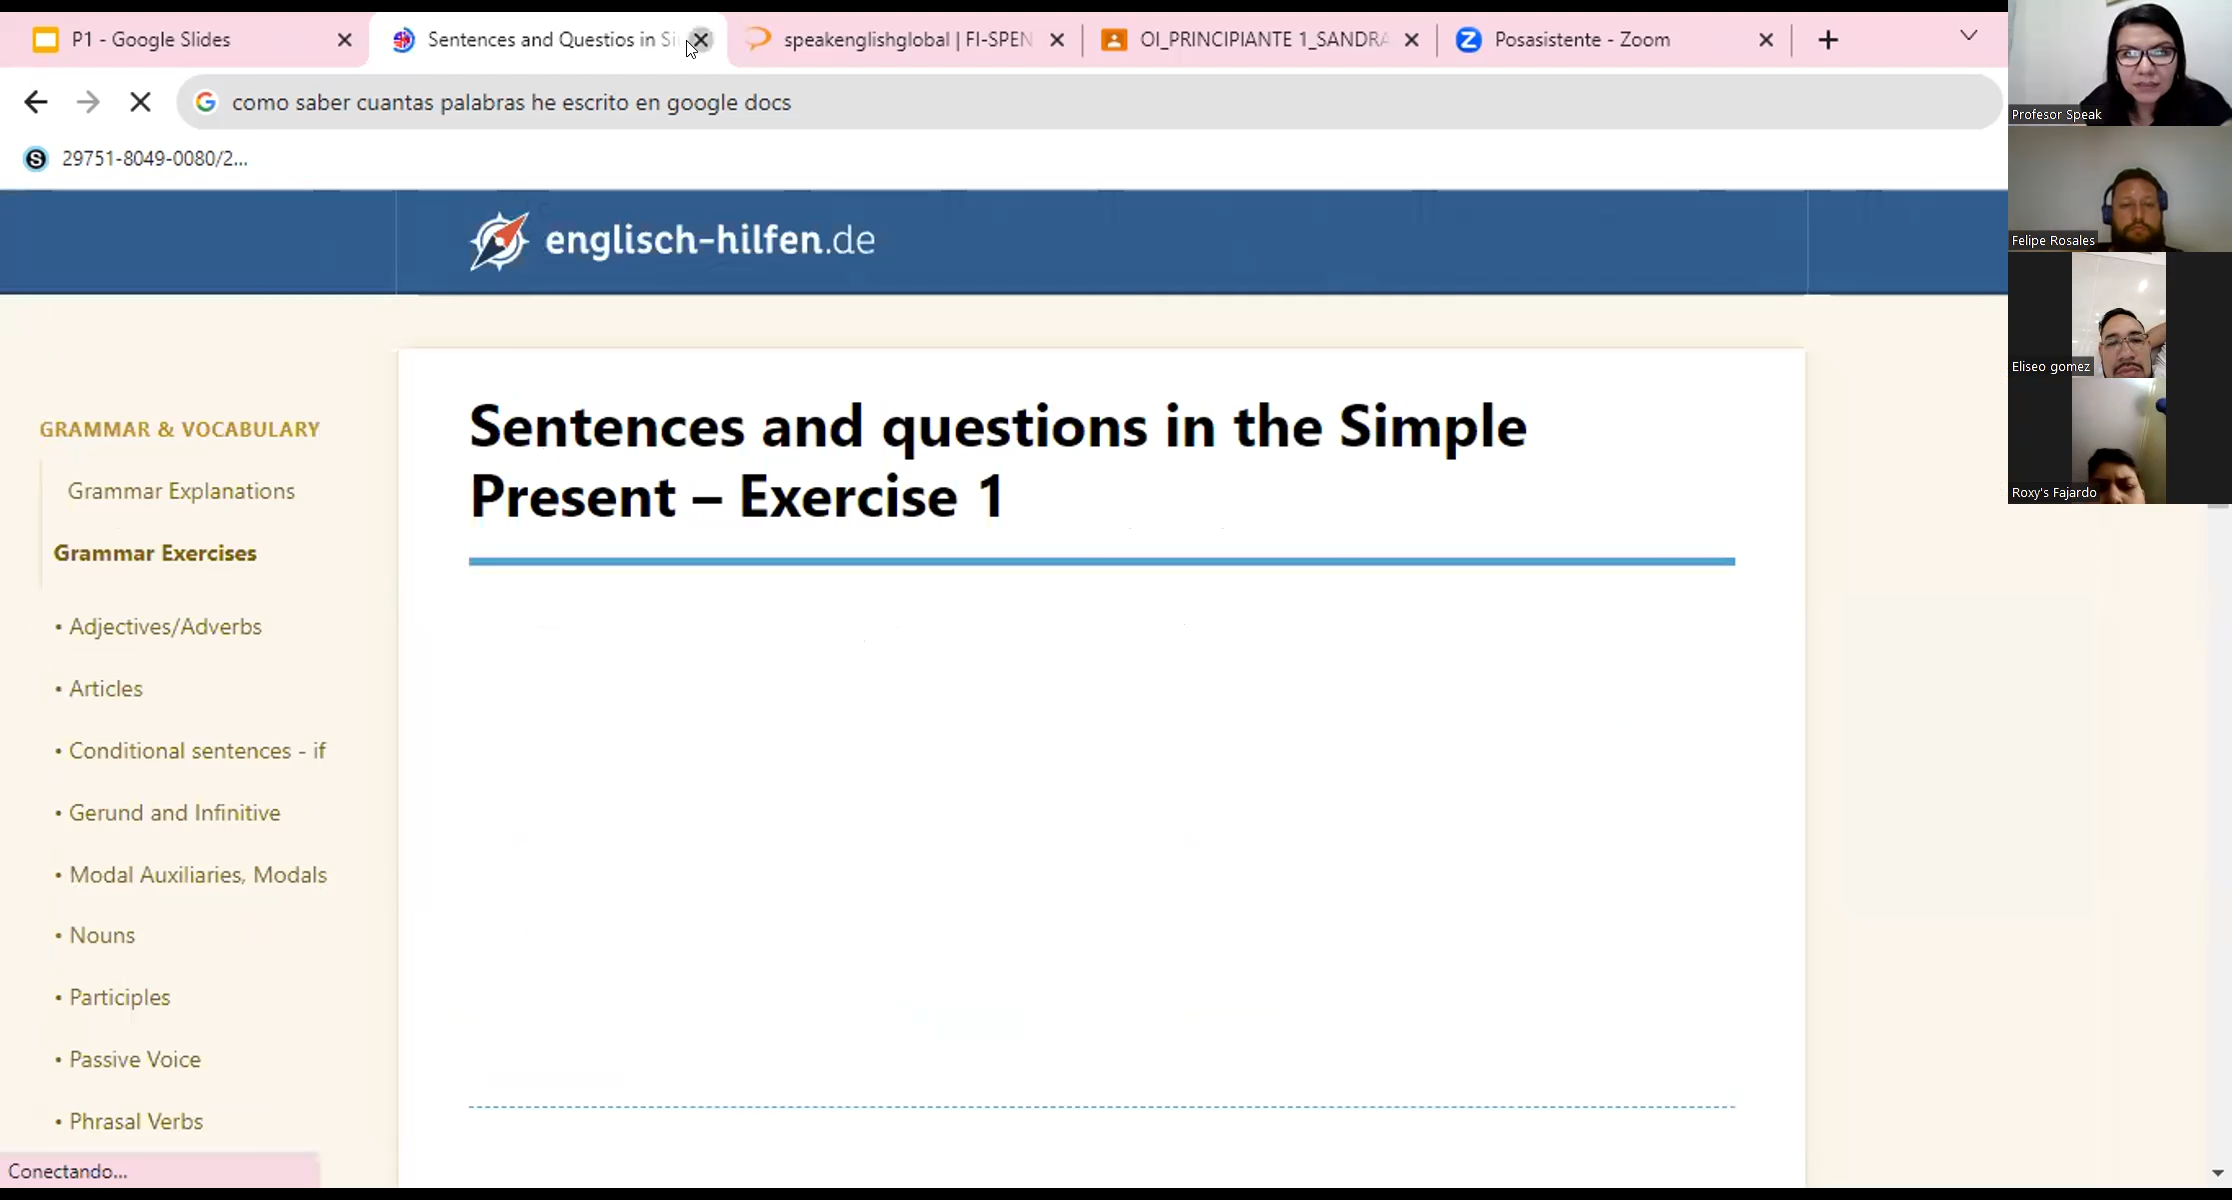 P1 - Google Slides
Sentences and Questios in Si
speakenglishglobal | FI-SPEN
OI_PRINCIPIANTE 1_SANDRA
Posasistente - Zoom
como saber cuantas palabras he escrito en google docs
29751-8049-0080/2...
englisch-hilfen.de
GRAMMAR & VOCABULARY
Grammar Explanations
Grammar Exercises
• Adjectives/Adverbs
• Articles
• Conditional sentences - if
• Gerund and Infinitive
• Modal Auxiliaries, Modals
• Nouns
• Participles
• Passive Voice
• Phrasal Verbs
Conectando...
Sentences and questions in the Simple
Present – Exercise 1
Profesor Speak
Felipe Rosales
Eliseo gomez
Roxy's Fajardo